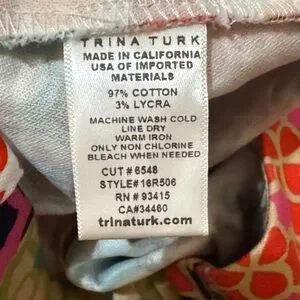 TRINA TURK
MADE IN CALIFORNIA
USA OF IMPORTED
MATERIALS
97% COTTON
3% LYCRA
MACHINE WASH COLD
LINE DRY
WARM IRON
ONLY NON CHLORINE
BLEACH WHEN NEEDED
CUT#6548
STYLE#16R506
RN#93415
CA#34460
trinaturk.com